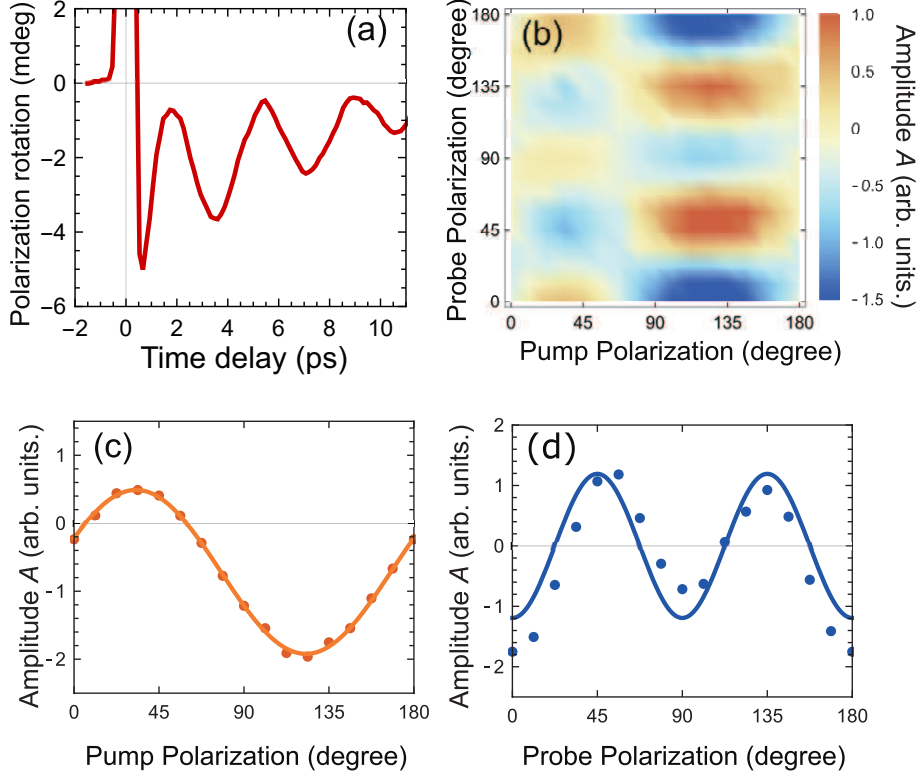 (a)
Polarization rotation (mdeg)
2
0
−2
−4
−6
−2 0 2 4 6 8 10
Time delay (ps)
(b)
Probe Polarization (degree)
180
135
90
45
0
0 45 90 135 180
Pump Polarization (degree)
1.0
0.5
0
−0.5
−1.0
−1.5
Amplitude A (arb. units.)
(c)
Amplitude A (arb. units.)
1
0
-1
-2
0 45 90 135 180
Pump Polarization (degree)
(d)
Amplitude A (arb. units.)
2
1
0
-1
-2
0 45 90 135 180
Probe Polarization (degree)